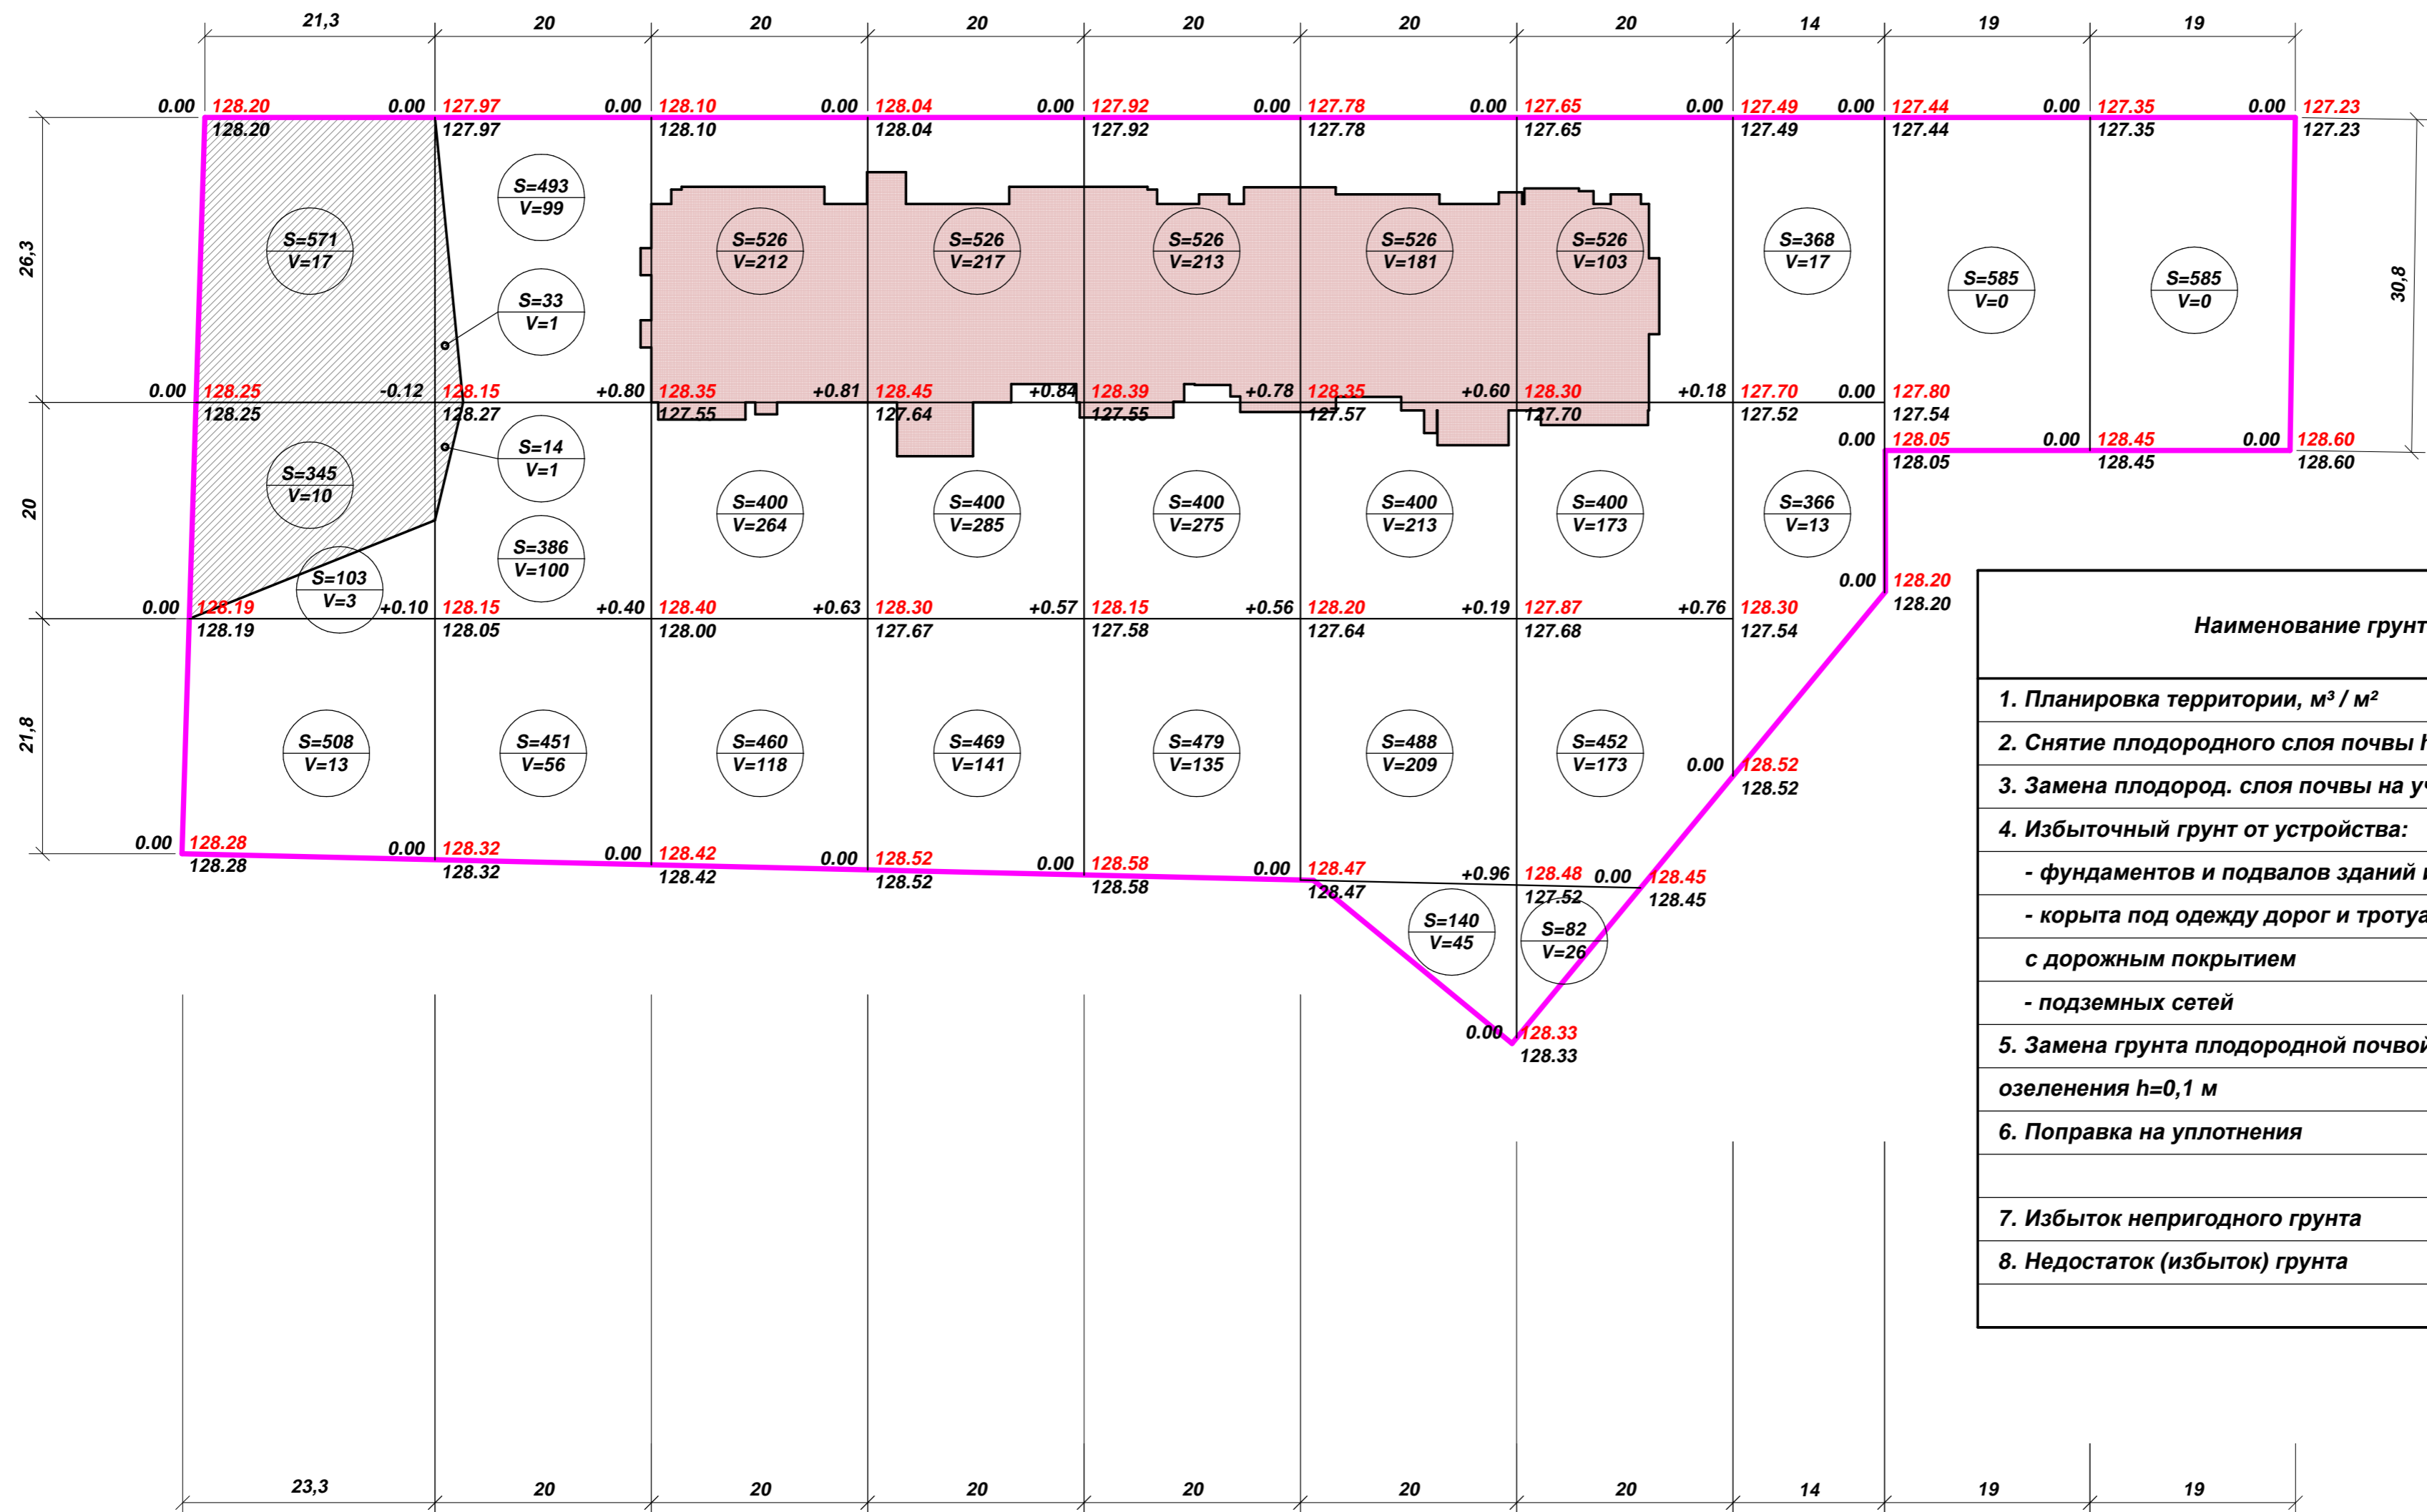 21,3 20 20 20 20 20 20 14 19 19
0.00 128.20 0.00 127.97 0.00 128.10 0.00 128.04 0.00 127.92 0.00 127.78 0.00 127.65 0.00 127.49 0.00 127.44 0.00 127.35 0.00 127.23
128.20 127.97 128.10 128.04 127.92 127.78 127.65 127.49 127.44 127.35 127.23
26,3
S=493
V=99
S=571 S=526 S=526 S=526 S=526 S=526 S=368
V=17 V=212 V=217 V=213 V=181 V=103 V=17
S=585 S=585
V=0 V=0
30,8
S=33
V=1
0.00 128.25 -0.12 128.15 +0.80 128.35 +0.81 128.45 +0.84 128.39 +0.78 128.35 +0.60 128.30 +0.18 127.70 0.00 127.80
128.25 128.27 127.55 127.64 127.55 127.57 127.70 127.52 127.54
0.00 128.05 0.00 128.45 0.00 128.60
128.05 128.45 128.60
S=14
V=1
20
S=345
V=10
S=400 S=400 S=400 S=400 S=400 S=366
V=264 V=285 V=275 V=213 V=173 V=13
S=386
V=100
S=103
V=3
0.00 128.20
128.20
0.00 128.19 +0.10 128.15 +0.40 128.40 +0.63 128.30 +0.57 128.15 +0.56 128.20 +0.19 127.87 +0.76 128.30
128.19 128.05 128.00 127.67 127.58 127.64 127.68 127.54
21,8
S=508 S=451 S=460 S=469 S=479 S=488 S=452
V=13 V=56 V=118 V=141 V=135 V=209 V=173
0.00 128.52
128.52
0.00 128.28 0.00 128.32 0.00 128.42 0.00 128.52 0.00 128.58 0.00 128.47 +0.96 128.48 0.00 128.45
128.28 128.32 128.42 128.52 128.58 128.47 127.52 128.45
S=140 S=82
V=45 V=26
0.00 128.33
128.33
Наименование грунт
1. Планировка территории, м³ / м²
2. Снятие плодородного слоя почвы h
3. Замена плодород. слоя почвы на уч
4. Избыточный грунт от устройства:
- фундаментов и подвалов зданий и
- корыта под одежду дорог и тротуа
с дорожным покрытием
- подземных сетей
5. Замена грунта плодородной почвой
озеленения h=0,1 м
6. Поправка на уплотнения
7. Избыток непригодного грунта
8. Недостаток (избыток) грунта
23,3 20 20 20 20 20 20 14 19 19